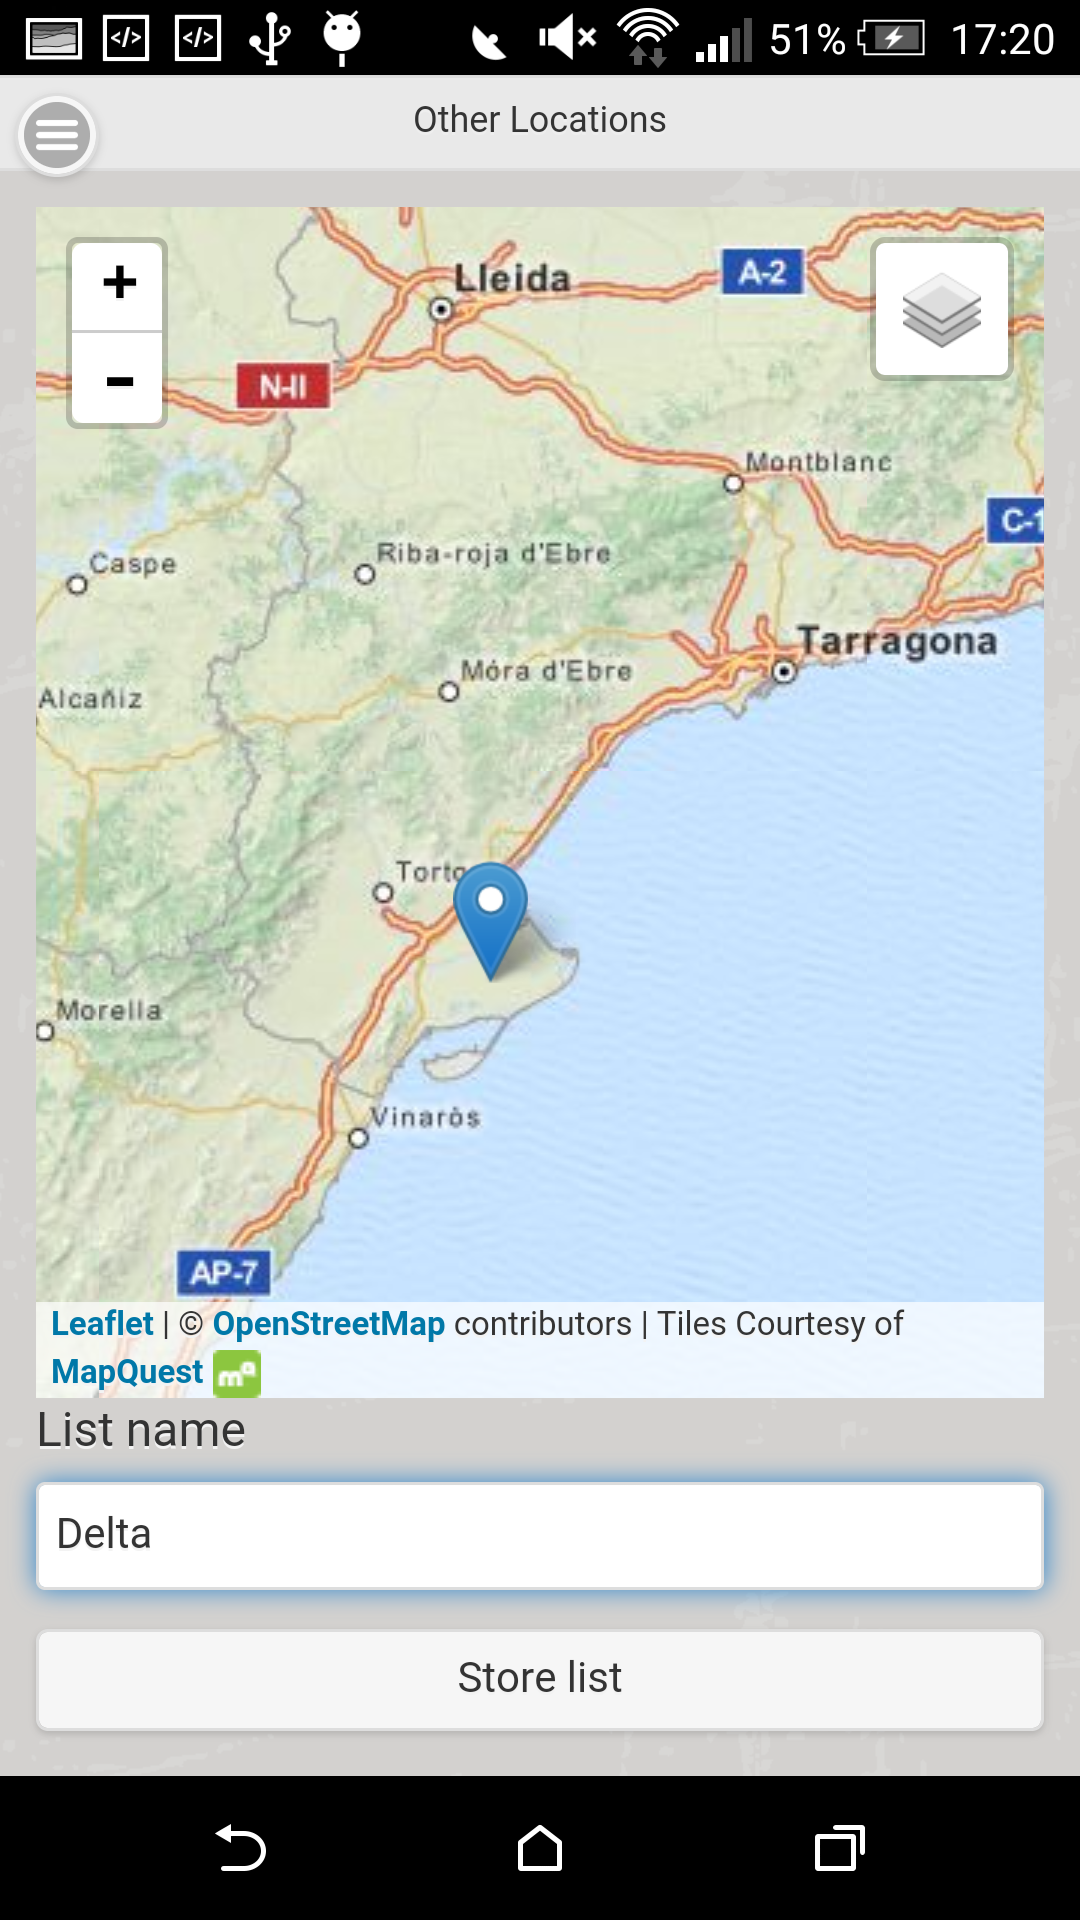 51% 17:20
Other Locations
+
-
Lleida
A-2
N-II
Montblanc
C-1
Riba-roja d'Ebre
Caspe
Tarragona
Móra d'Ebre
Alcañiz
Torto
Morella
Vinaròs
AP-7
Leaflet | © OpenStreetMap contributors | Tiles Courtesy of
MapQuest mq
List name
Delta
Store list